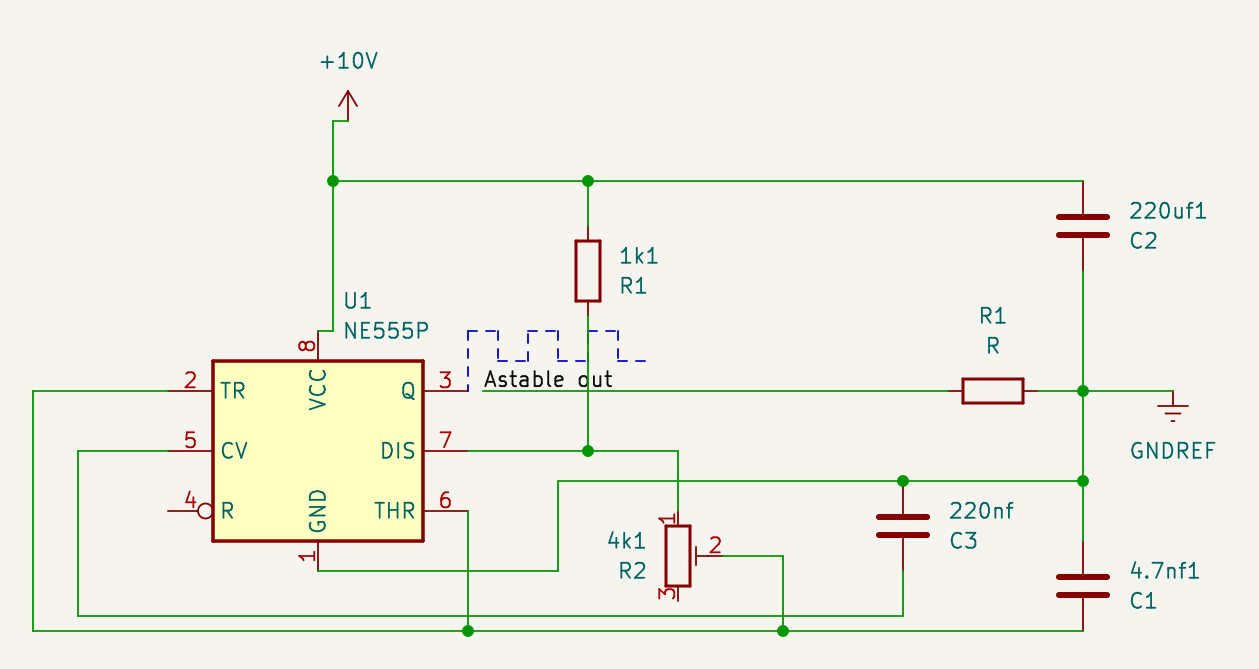 +10V
220uf1
C2
1k1
R1
U1
NE555P
R1
R
8
2
TR
VCC
Q
3
Astable out
5
CV
DIS
7
GNDREF
4
R
GND
THR
6
1
1
220nf
C3
4k1
R2
2
3
4.7nf1
C1